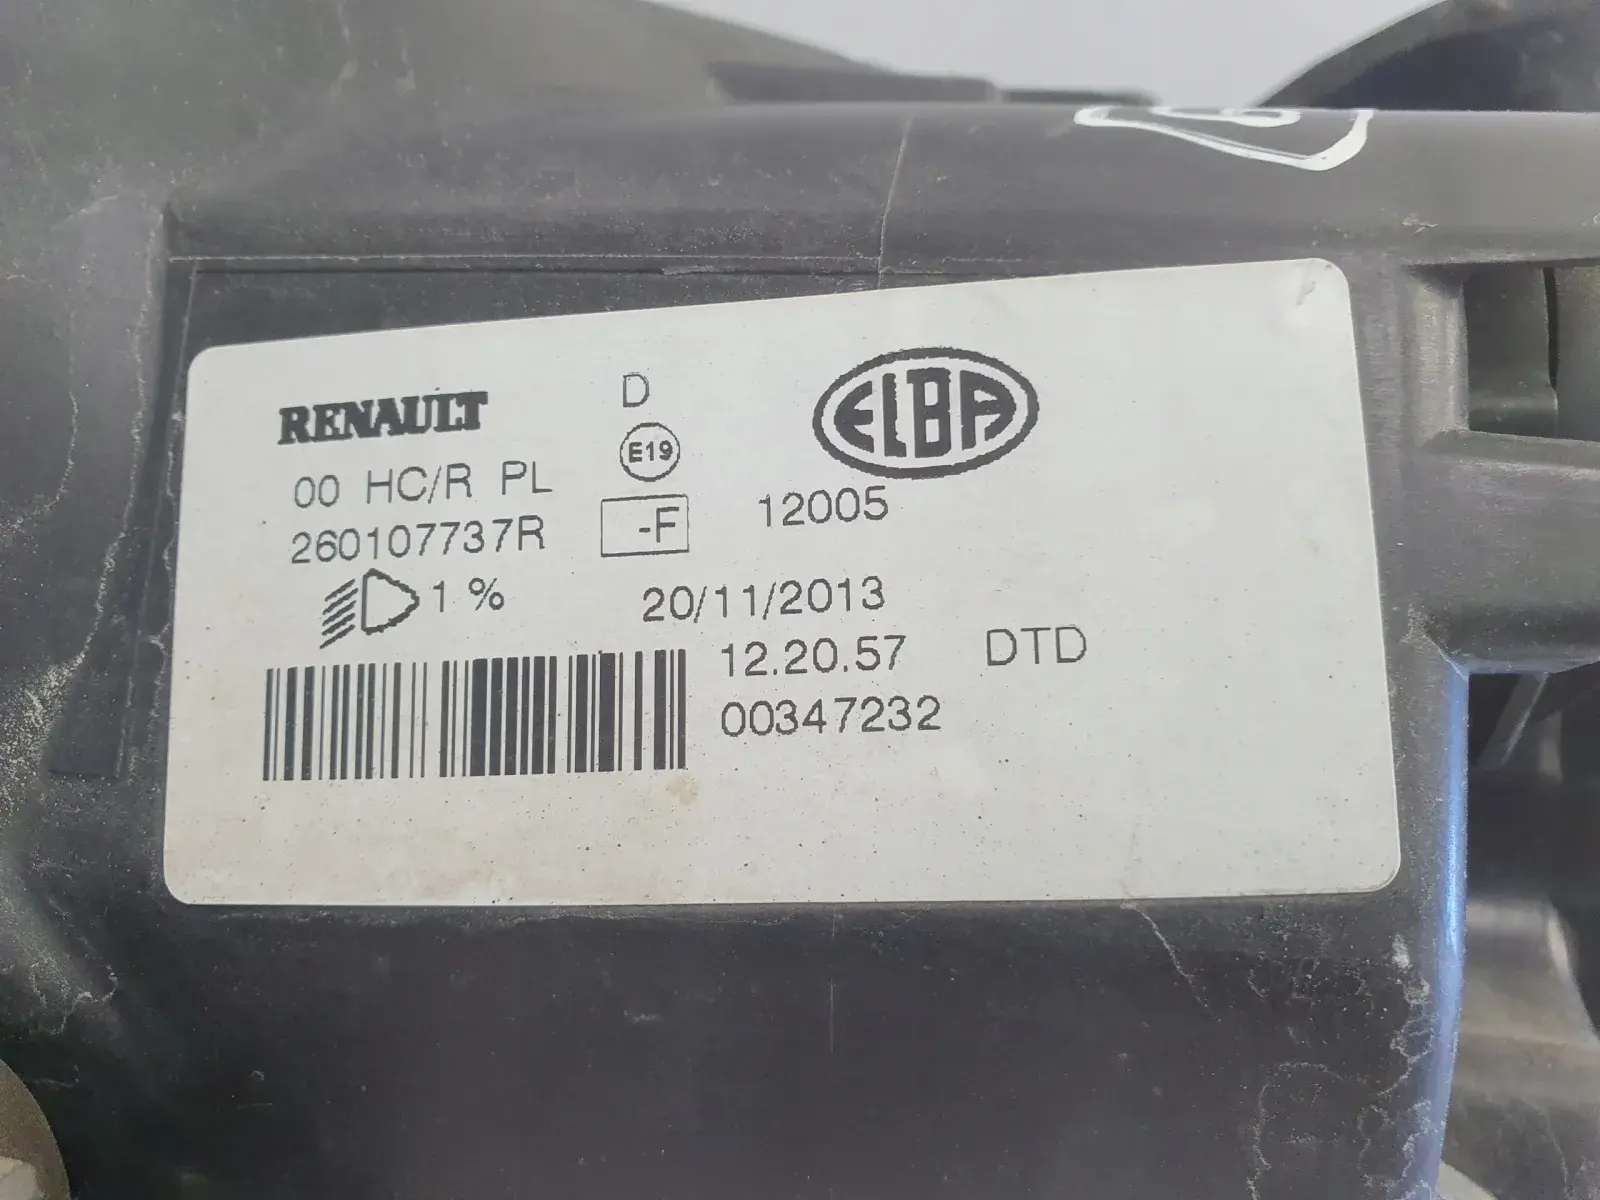 RENAULT D ELBA
E19
00 HC/R PL
260107737R -F 12005
1 % 20/11/2013
12.20.57 DTD
00347232